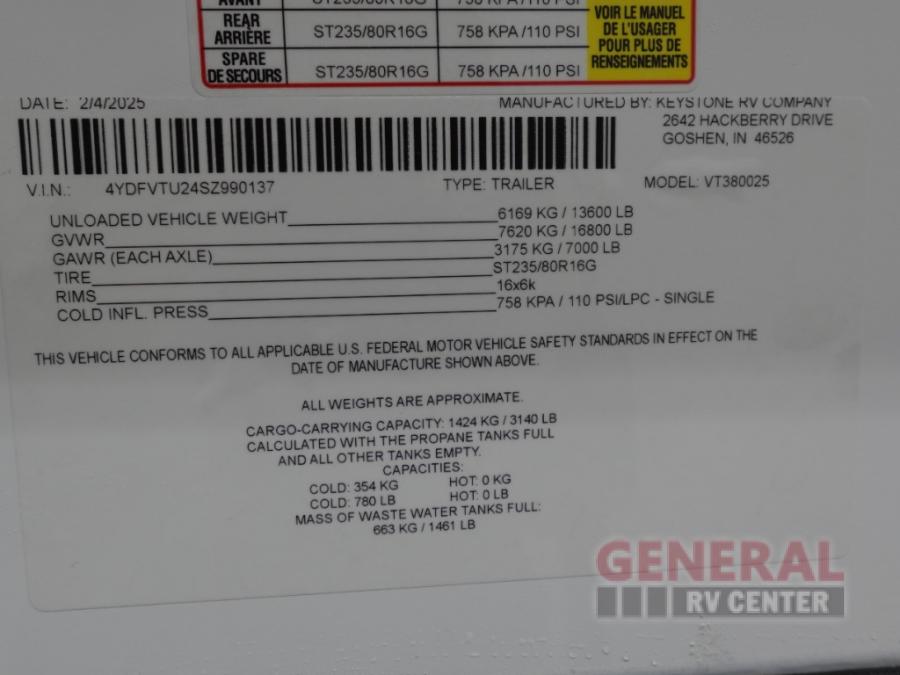 AVANT ST235/80R16G 758 KPA /110 PSI
REAR
ARRIÈRE ST235/80R16G 758 KPA /110 PSI
SPARE
DE SECOURS ST235/80R16G 758 KPA /110 PSI
VOIR LE MANUEL
DE L'USAGER
POUR PLUS DE
RENSEIGNEMENTS
DATE: 2/4/2025 MANUFACTURED BY: KEYSTONE RV COMPANY
2642 HACKBERRY DRIVE
GOSHEN, IN 46526
V.I.N.: 4YDFVTU24SZ990137 TYPE: TRAILER MODEL: VT380025
UNLOADED VEHICLE WEIGHT 6169 KG / 13600 LB
GVWR 7620 KG / 16800 LB
GAWR (EACH AXLE) 3175 KG / 7000 LB
TIRE ST235/80R16G
RIMS 16x6k
COLD INFL. PRESS 758 KPA / 110 PSI/LPC - SINGLE
THIS VEHICLE CONFORMS TO ALL APPLICABLE U.S. FEDERAL MOTOR VEHICLE SAFETY STANDARDS IN EFFECT ON THE
DATE OF MANUFACTURE SHOWN ABOVE.
ALL WEIGHTS ARE APPROXIMATE.
CARGO-CARRYING CAPACITY: 1424 KG / 3140 LB
CALCULATED WITH THE PROPANE TANKS FULL
AND ALL OTHER TANKS EMPTY.
CAPACITIES:
COLD: 354 KG HOT: 0 KG
COLD: 780 LB HOT: 0 LB
MASS OF WASTE WATER TANKS FULL:
663 KG / 1461 LB
GENERAL
RV CENTER